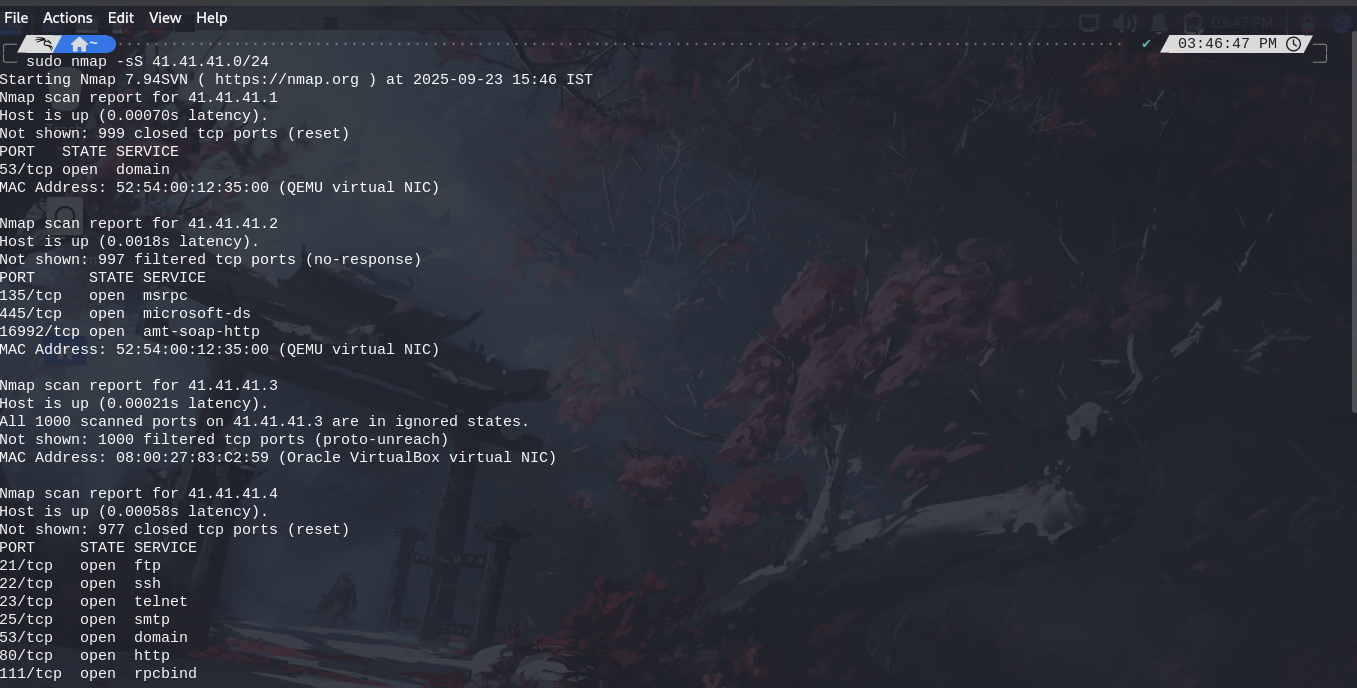 File Actions Edit View Help
03:47 PM
~ 03:46:47 PM
sudo nmap -sS 41.41.41.0/24
Starting Nmap 7.94SVN ( https://nmap.org ) at 2025-09-23 15:46 IST
Nmap scan report for 41.41.41.1
Host is up (0.00070s latency).
Not shown: 999 closed tcp ports (reset)
PORT   STATE SERVICE
53/tcp open  domain
MAC Address: 52:54:00:12:35:00 (QEMU virtual NIC)

Nmap scan report for 41.41.41.2
Host is up (0.0018s latency).
Not shown: 997 filtered tcp ports (no-response)
PORT      STATE SERVICE
135/tcp   open  msrpc
445/tcp   open  microsoft-ds
16992/tcp open  amt-soap-http
MAC Address: 52:54:00:12:35:00 (QEMU virtual NIC)

Nmap scan report for 41.41.41.3
Host is up (0.00021s latency).
All 1000 scanned ports on 41.41.41.3 are in ignored states.
Not shown: 1000 filtered tcp ports (proto-unreach)
MAC Address: 08:00:27:83:C2:59 (Oracle VirtualBox virtual NIC)

Nmap scan report for 41.41.41.4
Host is up (0.00058s latency).
Not shown: 977 closed tcp ports (reset)
PORT     STATE SERVICE
21/tcp   open  ftp
22/tcp   open  ssh
23/tcp   open  telnet
25/tcp   open  smtp
53/tcp   open  domain
80/tcp   open  http
111/tcp  open  rpcbind